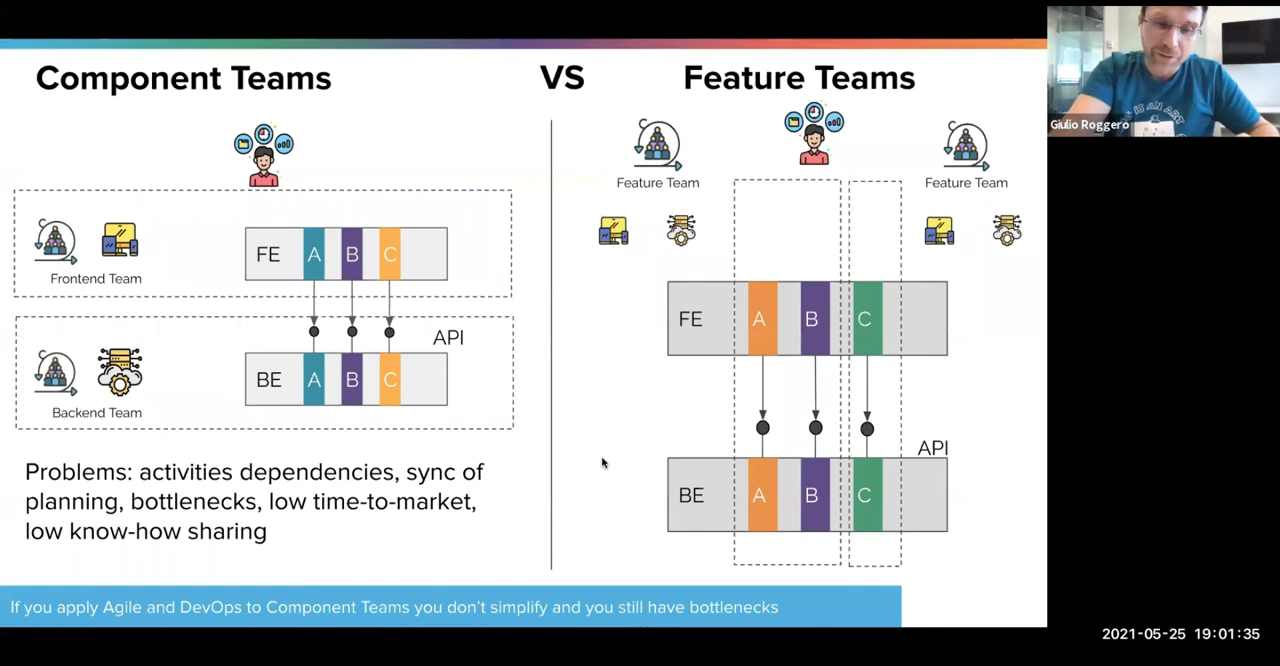 Component Teams
VS
Feature Teams
Giulio Roggero
Feature Team
Feature Team
Frontend Team
FE A B C
API
Backend Team
BE A B C
FE A B C
API
BE A B C
Problems: activities dependencies, sync of
planning, bottlenecks, low time-to-market,
low know-how sharing
If you apply Agile and DevOps to Component Teams you don't simplify and you still have bottlenecks
2021-05-25 19:01:35